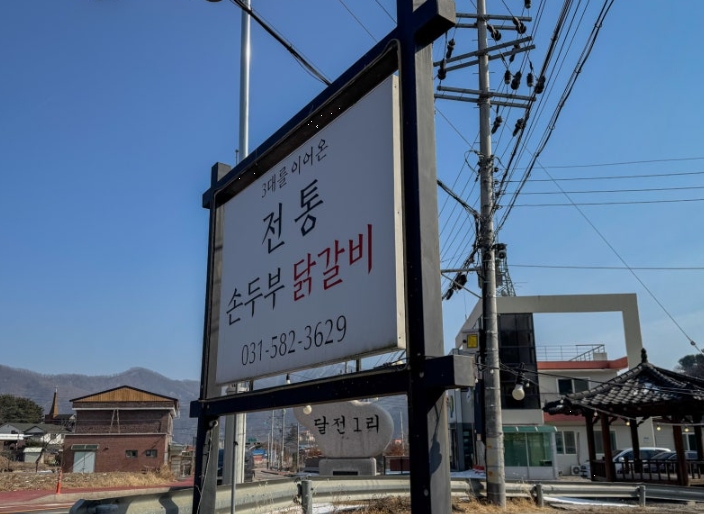 3대를 이어온
전통
손두부 닭갈비
031-582-3629
달전1리